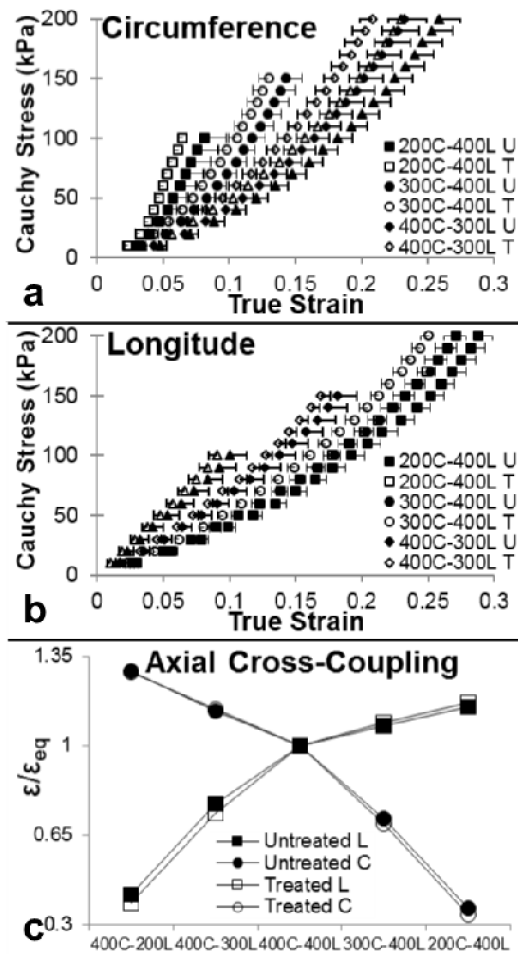 Circumference
Cauchy Stress (kPa)
200
150
100
50
0
0 0.05 0.1 0.15 0.2 0.25 0.3
True Strain
200C-400L U
200C-400L T
300C-400L U
300C-400L T
400C-300L U
400C-300L T
a
Longitude
Cauchy Stress (kPa)
200
150
100
50
0
0 0.05 0.1 0.15 0.2 0.25 0.3
True Strain
200C-400L U
200C-400L T
300C-400L U
300C-400L T
400C-300L U
400C-300L T
b
Axial Cross-Coupling
ε/εeq
1.35
1
0.65
0.3
Untreated L
Untreated C
Treated L
Treated C
400C-200L 400C-300L 400C-400L 300C-400L 200C-400L
c